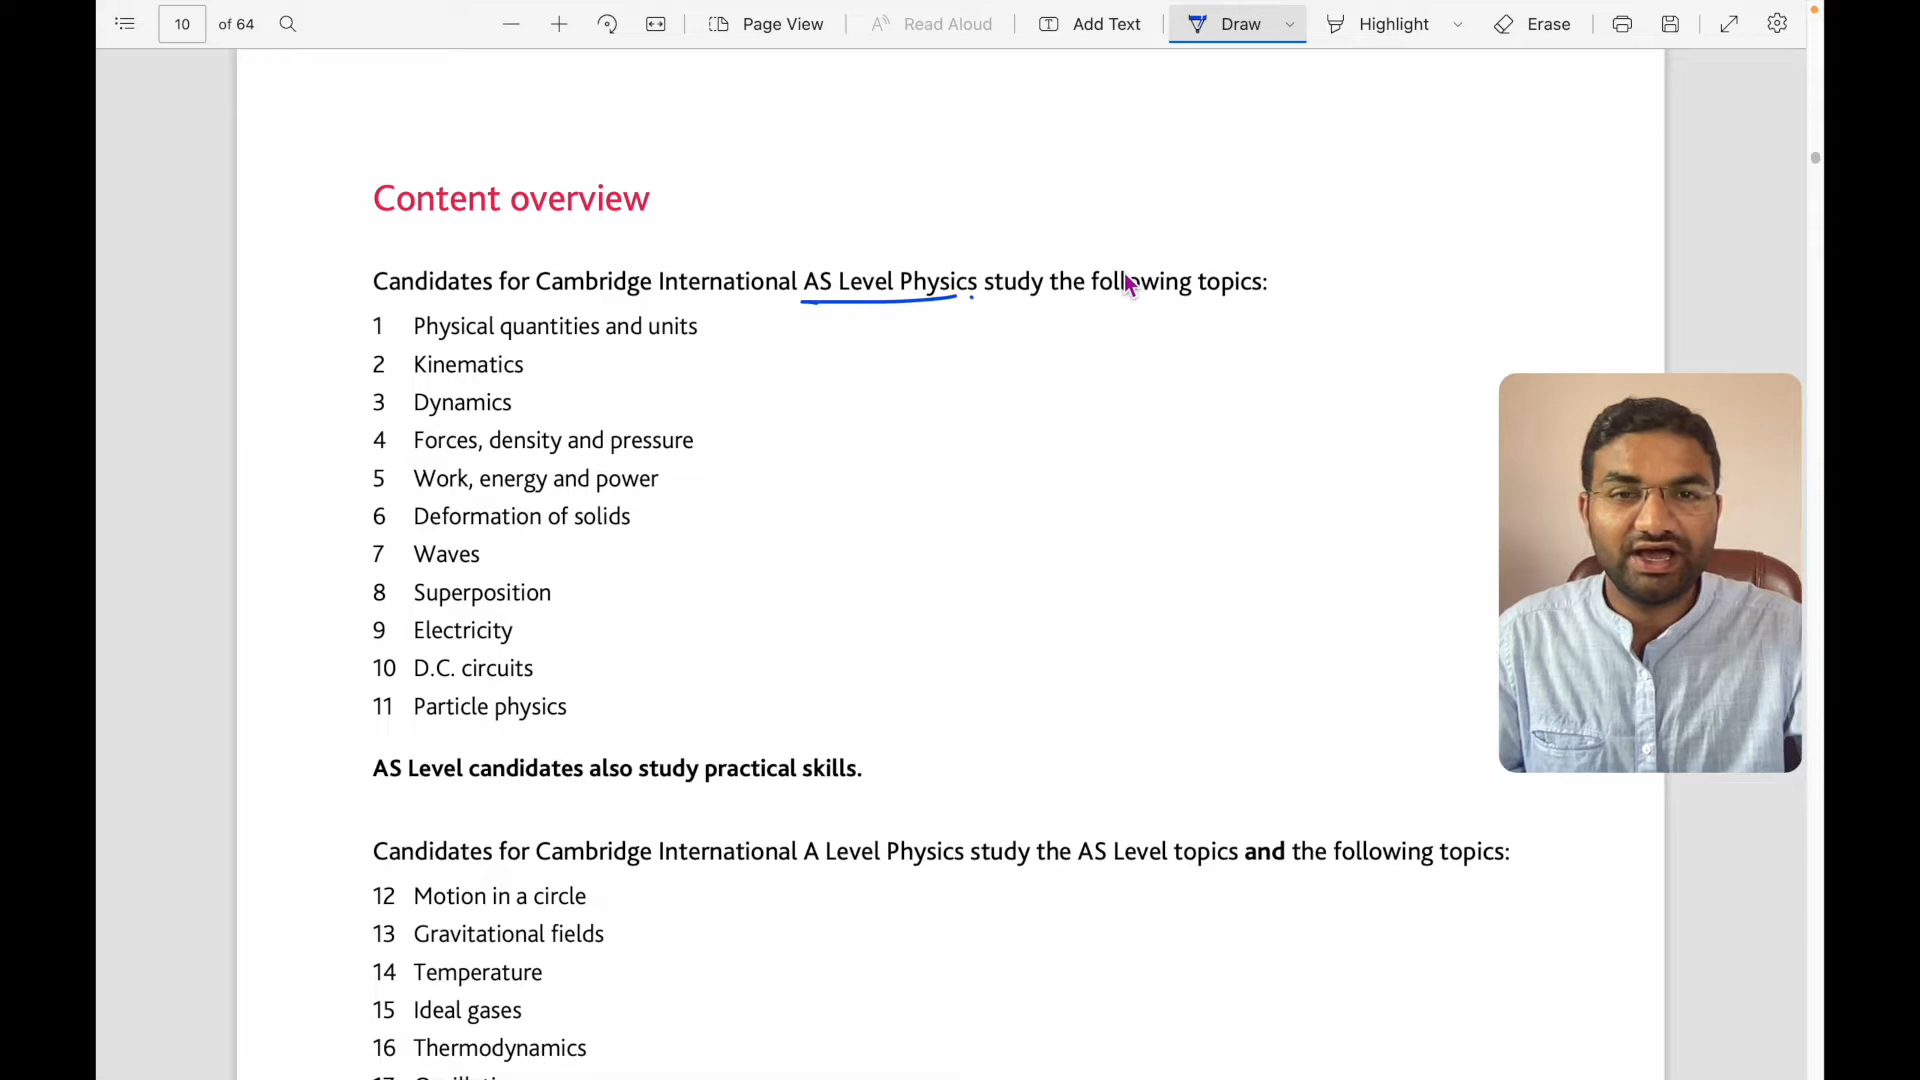 10 of 64 Page View Read Aloud Add Text Draw Highlight Erase
Content overview
Candidates for Cambridge International AS Level Physics study the following topics:
1 Physical quantities and units
2 Kinematics
3 Dynamics
4 Forces, density and pressure
5 Work, energy and power
6 Deformation of solids
7 Waves
8 Superposition
9 Electricity
10 D.C. circuits
11 Particle physics
AS Level candidates also study practical skills.
Candidates for Cambridge International A Level Physics study the AS Level topics and the following topics:
12 Motion in a circle
13 Gravitational fields
14 Temperature
15 Ideal gases
16 Thermodynamics